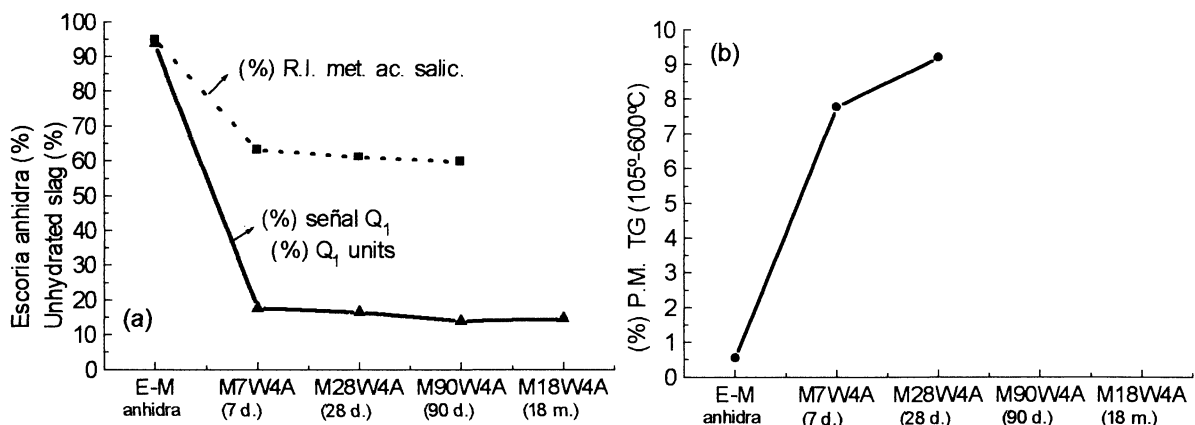 Escoria anhidra (%)
Unhydrated slag (%)
100
90
80
70
60
50
40
30
20
10
0
(%) R.I. met. ac. salic.
(%) señal Q1
(%) Q1 units
(a)
E-M
anhidra
M7W4A
(7 d.)
M28W4A
(28 d.)
M90W4A
(90 d.)
M18W4A
(18 m.)
(%) P.M. TG (105º-600ºC)
10
9
8
7
6
5
4
3
2
1
0
(b)
E-M
anhidra
M7W4A
(7 d.)
M28W4A
(28 d.)
M90W4A
(90 d.)
M18W4A
(18 m.)